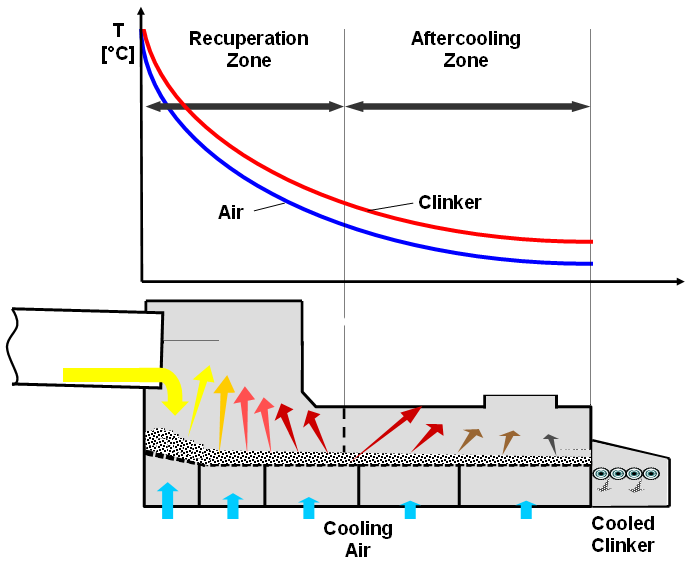 T
[°C]
Recuperation
Zone
Aftercooling
Zone
Air
Clinker
Cooling
Air
Cooled
Clinker